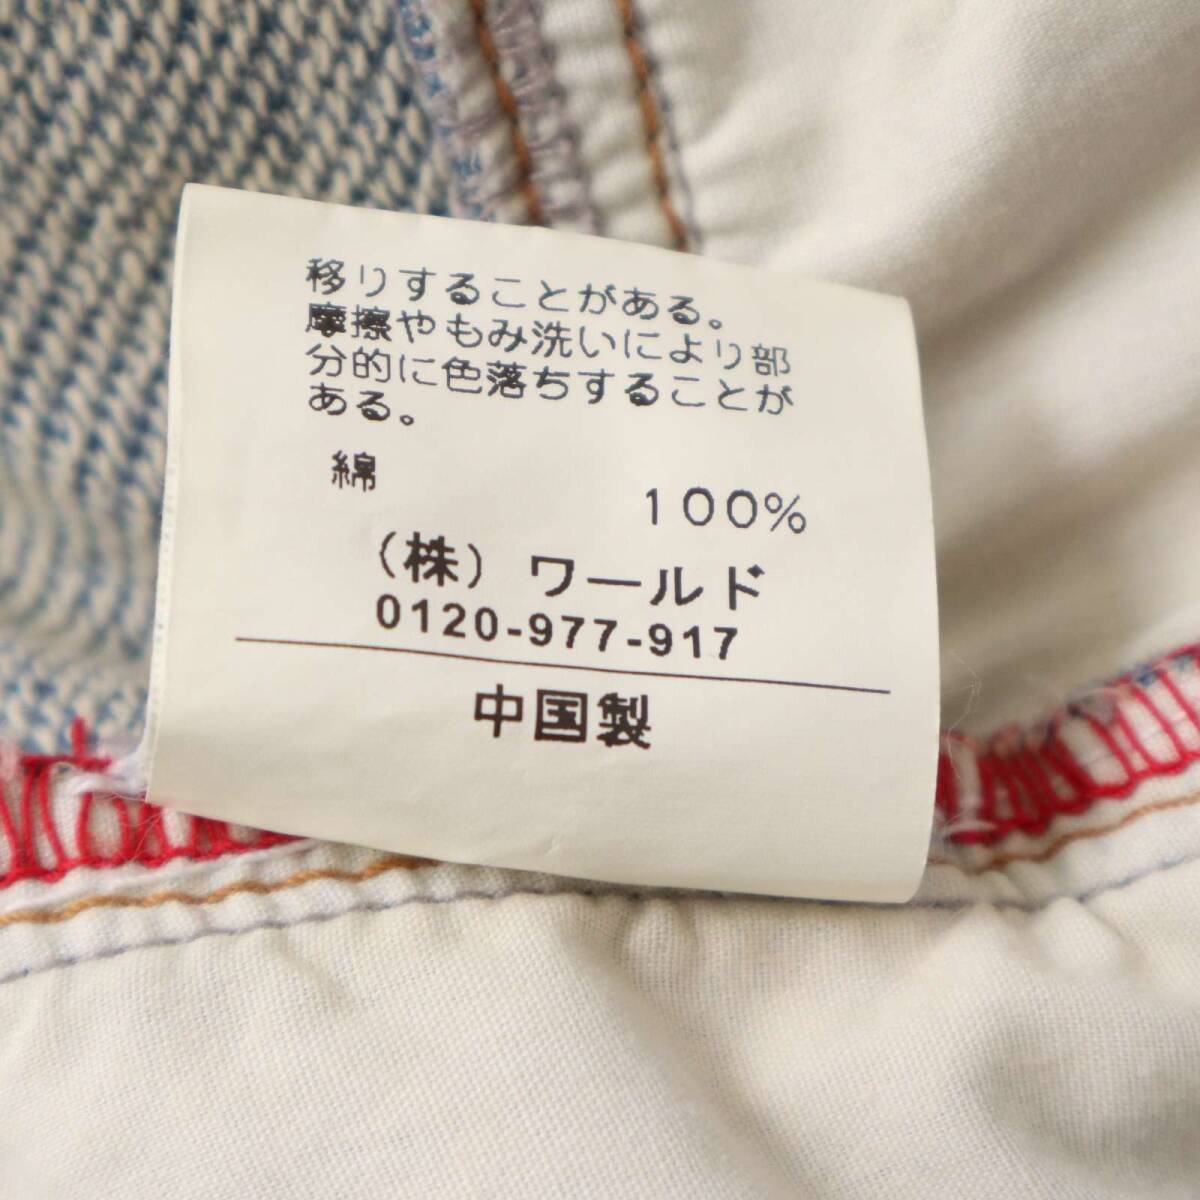 移りすることがある。
摩擦やもみ洗いにより部
分的に色落ちすることが
ある。
綿 100%
(株) ワールド
0120-977-917
中国製